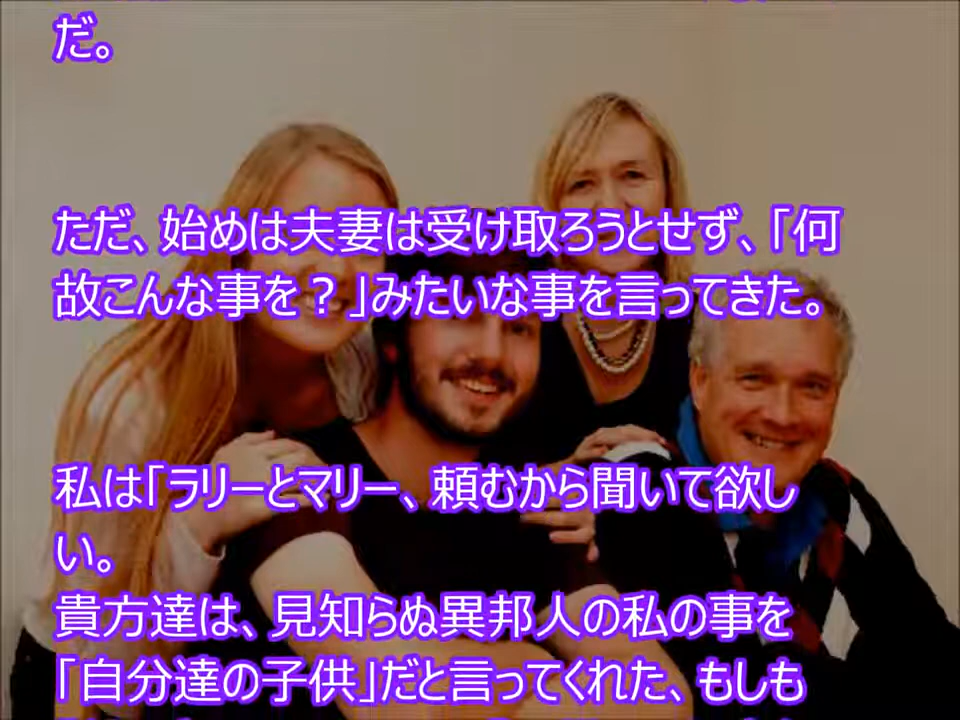 だ。
ただ、始めは夫妻は受け取ろうとせず、「何
故こんな事を？」みたいな事を言ってきた。
私は「ラリーとマリー、頼むから聞いて欲し
い。
貴方達は、見知らぬ異邦人の私の事を
「自分達の子供」だと言ってくれた、もしも